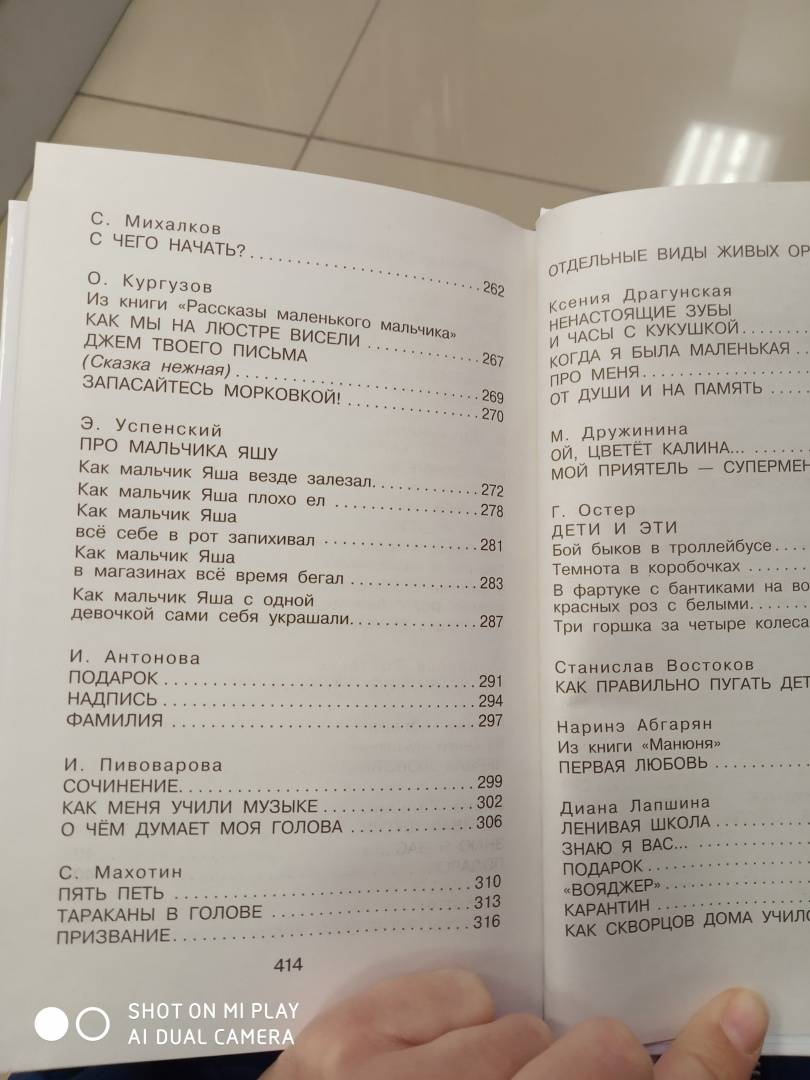 С. Михалков
С ЧЕГО НАЧАТЬ? 262
О. Кургузов
Из книги «Рассказы маленького мальчика»
КАК МЫ НА ЛЮСТРЕ ВИСЕЛИ 267
ДЖЕМ ТВОЕГО ПИСЬМА
(Сказка нежная) 269
ЗАПАСАЙТЕСЬ МОРКОВКОЙ! 270
Э. Успенский
ПРО МАЛЬЧИКА ЯШУ
Как мальчик Яша везде залезал 272
Как мальчик Яша плохо ел 278
Как мальчик Яша
всё себе в рот запихивал 281
Как мальчик Яша
в магазинах всё время бегал 283
Как мальчик Яша с одной
девочкой сами себя украшали 287
И. Антонова
ПОДАРОК 291
НАДПИСЬ 294
ФАМИЛИЯ 297
И. Пивоварова
СОЧИНЕНИЕ 299
КАК МЕНЯ УЧИЛИ МУЗЫКЕ 302
О ЧЁМ ДУМАЕТ МОЯ ГОЛОВА 306
С. Махотин
ПЯТЬ ПЕТЬ 310
ТАРАКАНЫ В ГОЛОВЕ 313
ПРИЗВАНИЕ 316
414
ОТДЕЛЬНЫЕ ВИДЫ ЖИВЫХ ОР
Ксения Драгунская
НЕНАСТОЯЩИЕ ЗУБЫ
И ЧАСЫ С КУКУШКОЙ
КОГДА Я БЫЛА МАЛЕНЬКАЯ
ПРО МЕНЯ
ОТ ДУШИ И НА ПАМЯТЬ
М. Дружинина
ОЙ, ЦВЕТЁТ КАЛИНА...
МОЙ ПРИЯТЕЛЬ — СУПЕРМЕН
Г. Остер
ДЕТИ И ЭТИ
Бой быков в троллейбусе
Темнота в коробочках
В фартуке с бантиками на во
красных роз с белыми
Три горшка за четыре колеса
Станислав Востоков
КАК ПРАВИЛЬНО ПУГАТЬ ДЕТ
Наринэ Абгарян
Из книги «Манюня»
ПЕРВАЯ ЛЮБОВЬ
Диана Лапшина
ЛЕНИВАЯ ШКОЛА
ЗНАЮ Я ВАС...
ПОДАРОК
«ВОЯДЖЕР»
КАРАНТИН
КАК СКВОРЦОВ ДОМА УЧИЛС
SHOT ON MI PLAY
AI DUAL CAMERA